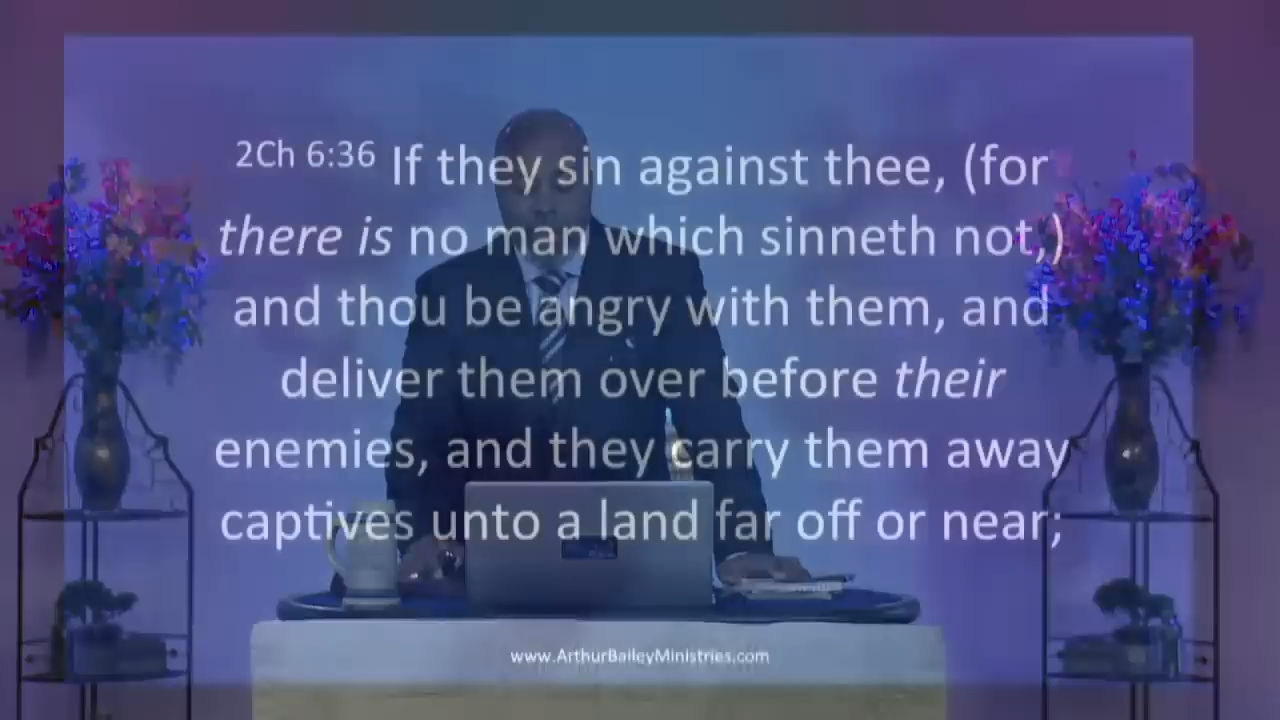 2Ch 6:36 If they sin against thee, (for
there is no man which sinneth not,)
and thou be angry with them, and
deliver them over before their
enemies, and they carry them away
captives unto a land far off or near;
www.ArthurBaileyMinistries.com